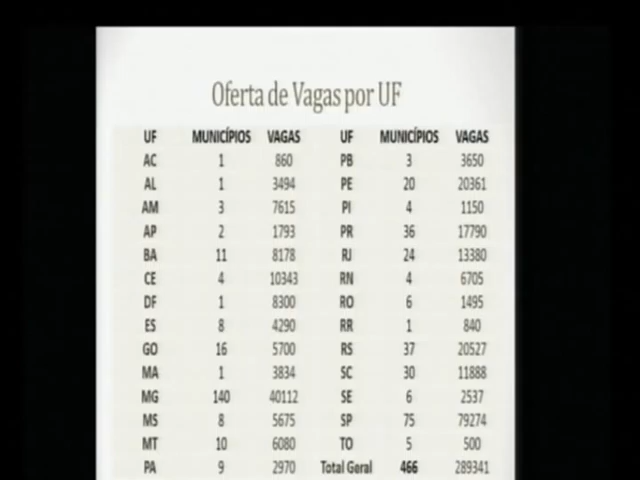 Oferta de Vagas por UF
UF MUNICÍPIOS VAGAS UF MUNICÍPIOS VAGAS
AC 1 860 PB 3 3650
AL 1 3494 PE 20 20361
AM 3 7615 PI 4 1150
AP 2 1793 PR 36 17790
BA 11 8178 RJ 24 13380
CE 4 10343 RN 4 6705
DF 1 8300 RO 6 1495
ES 8 4290 RR 1 840
GO 16 5700 RS 37 20527
MA 1 3834 SC 30 11888
MG 140 40112 SE 6 2537
MS 8 5675 SP 75 79274
MT 10 6080 TO 5 500
PA 9 2970 Total Geral 466 289341